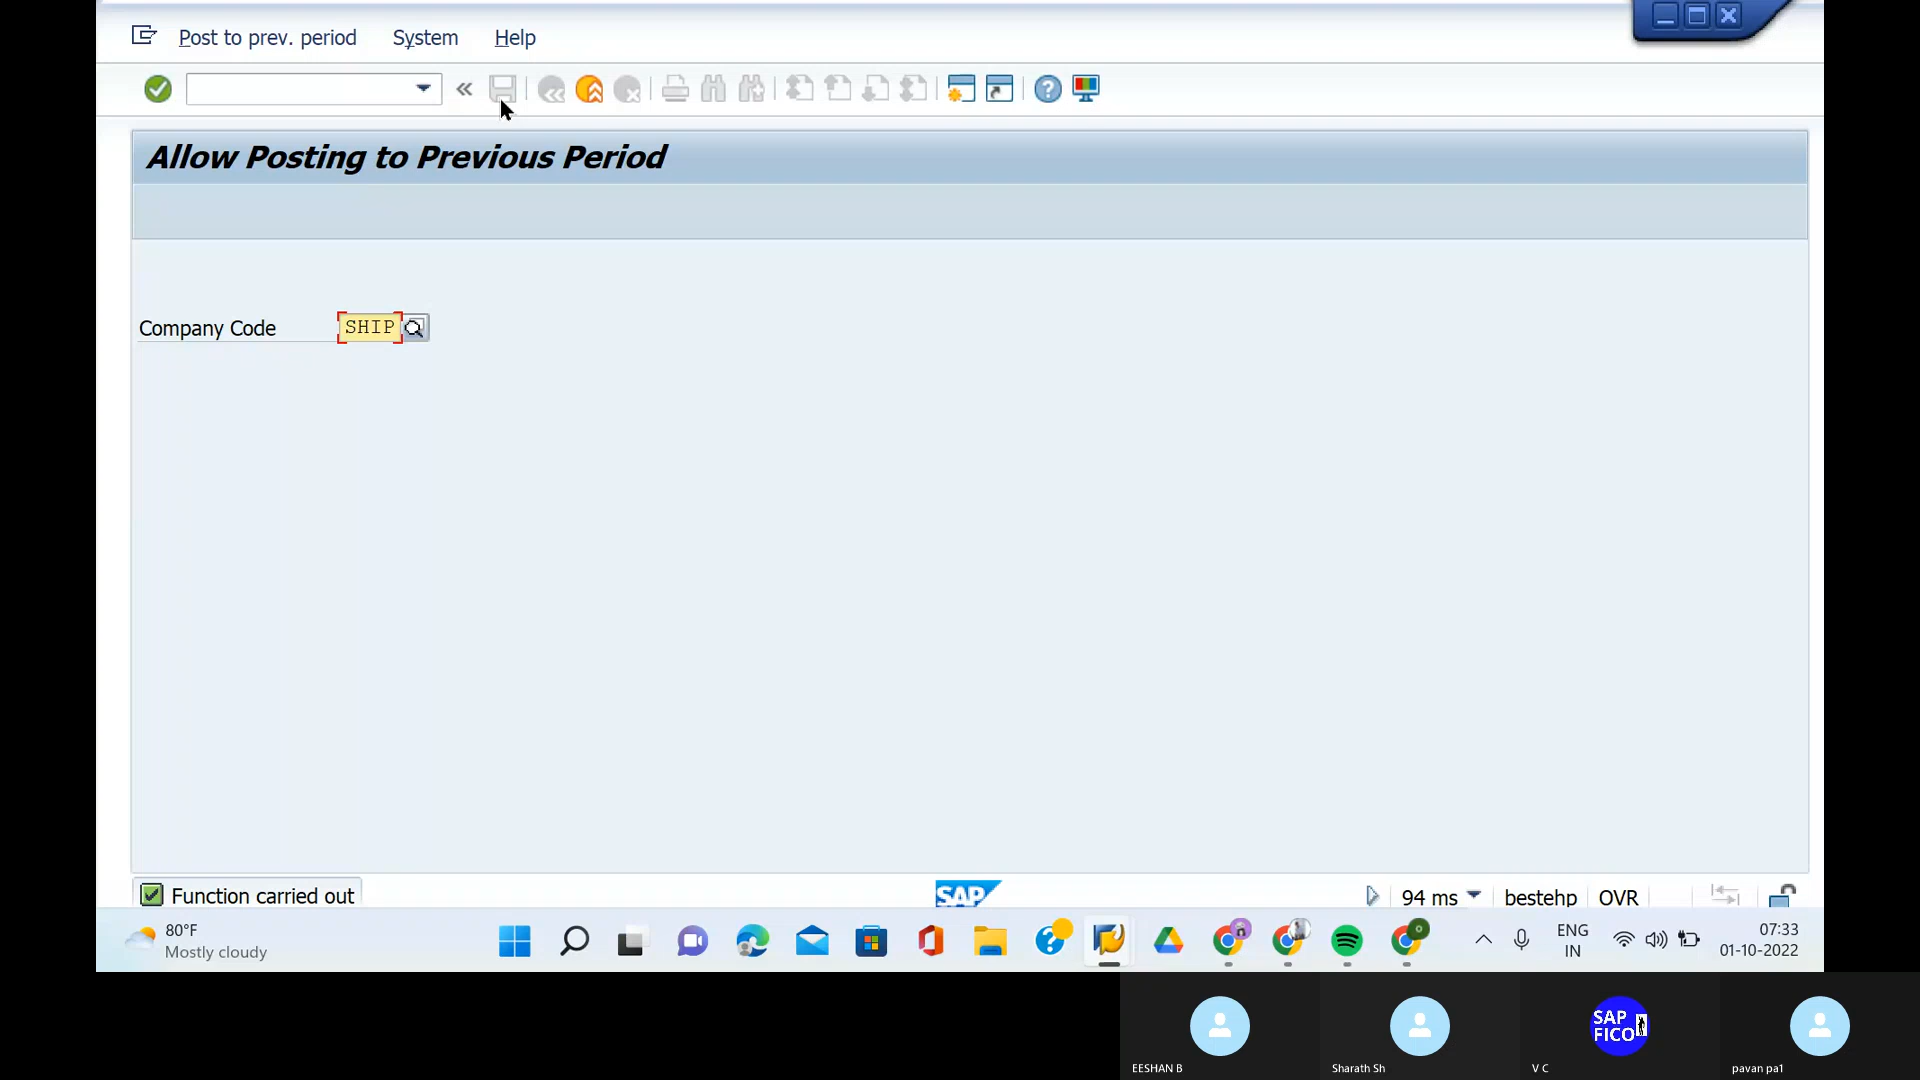 Post to prev. period System Help
Allow Posting to Previous Period
Company Code SHIP
Function carried out
SAP
94 ms bestehp OVR
80°F
Mostly cloudy
ENG
IN
07:33
01-10-2022
SAP
FICO
EESHAN B
Sharath Sh
V C
pavan pa1